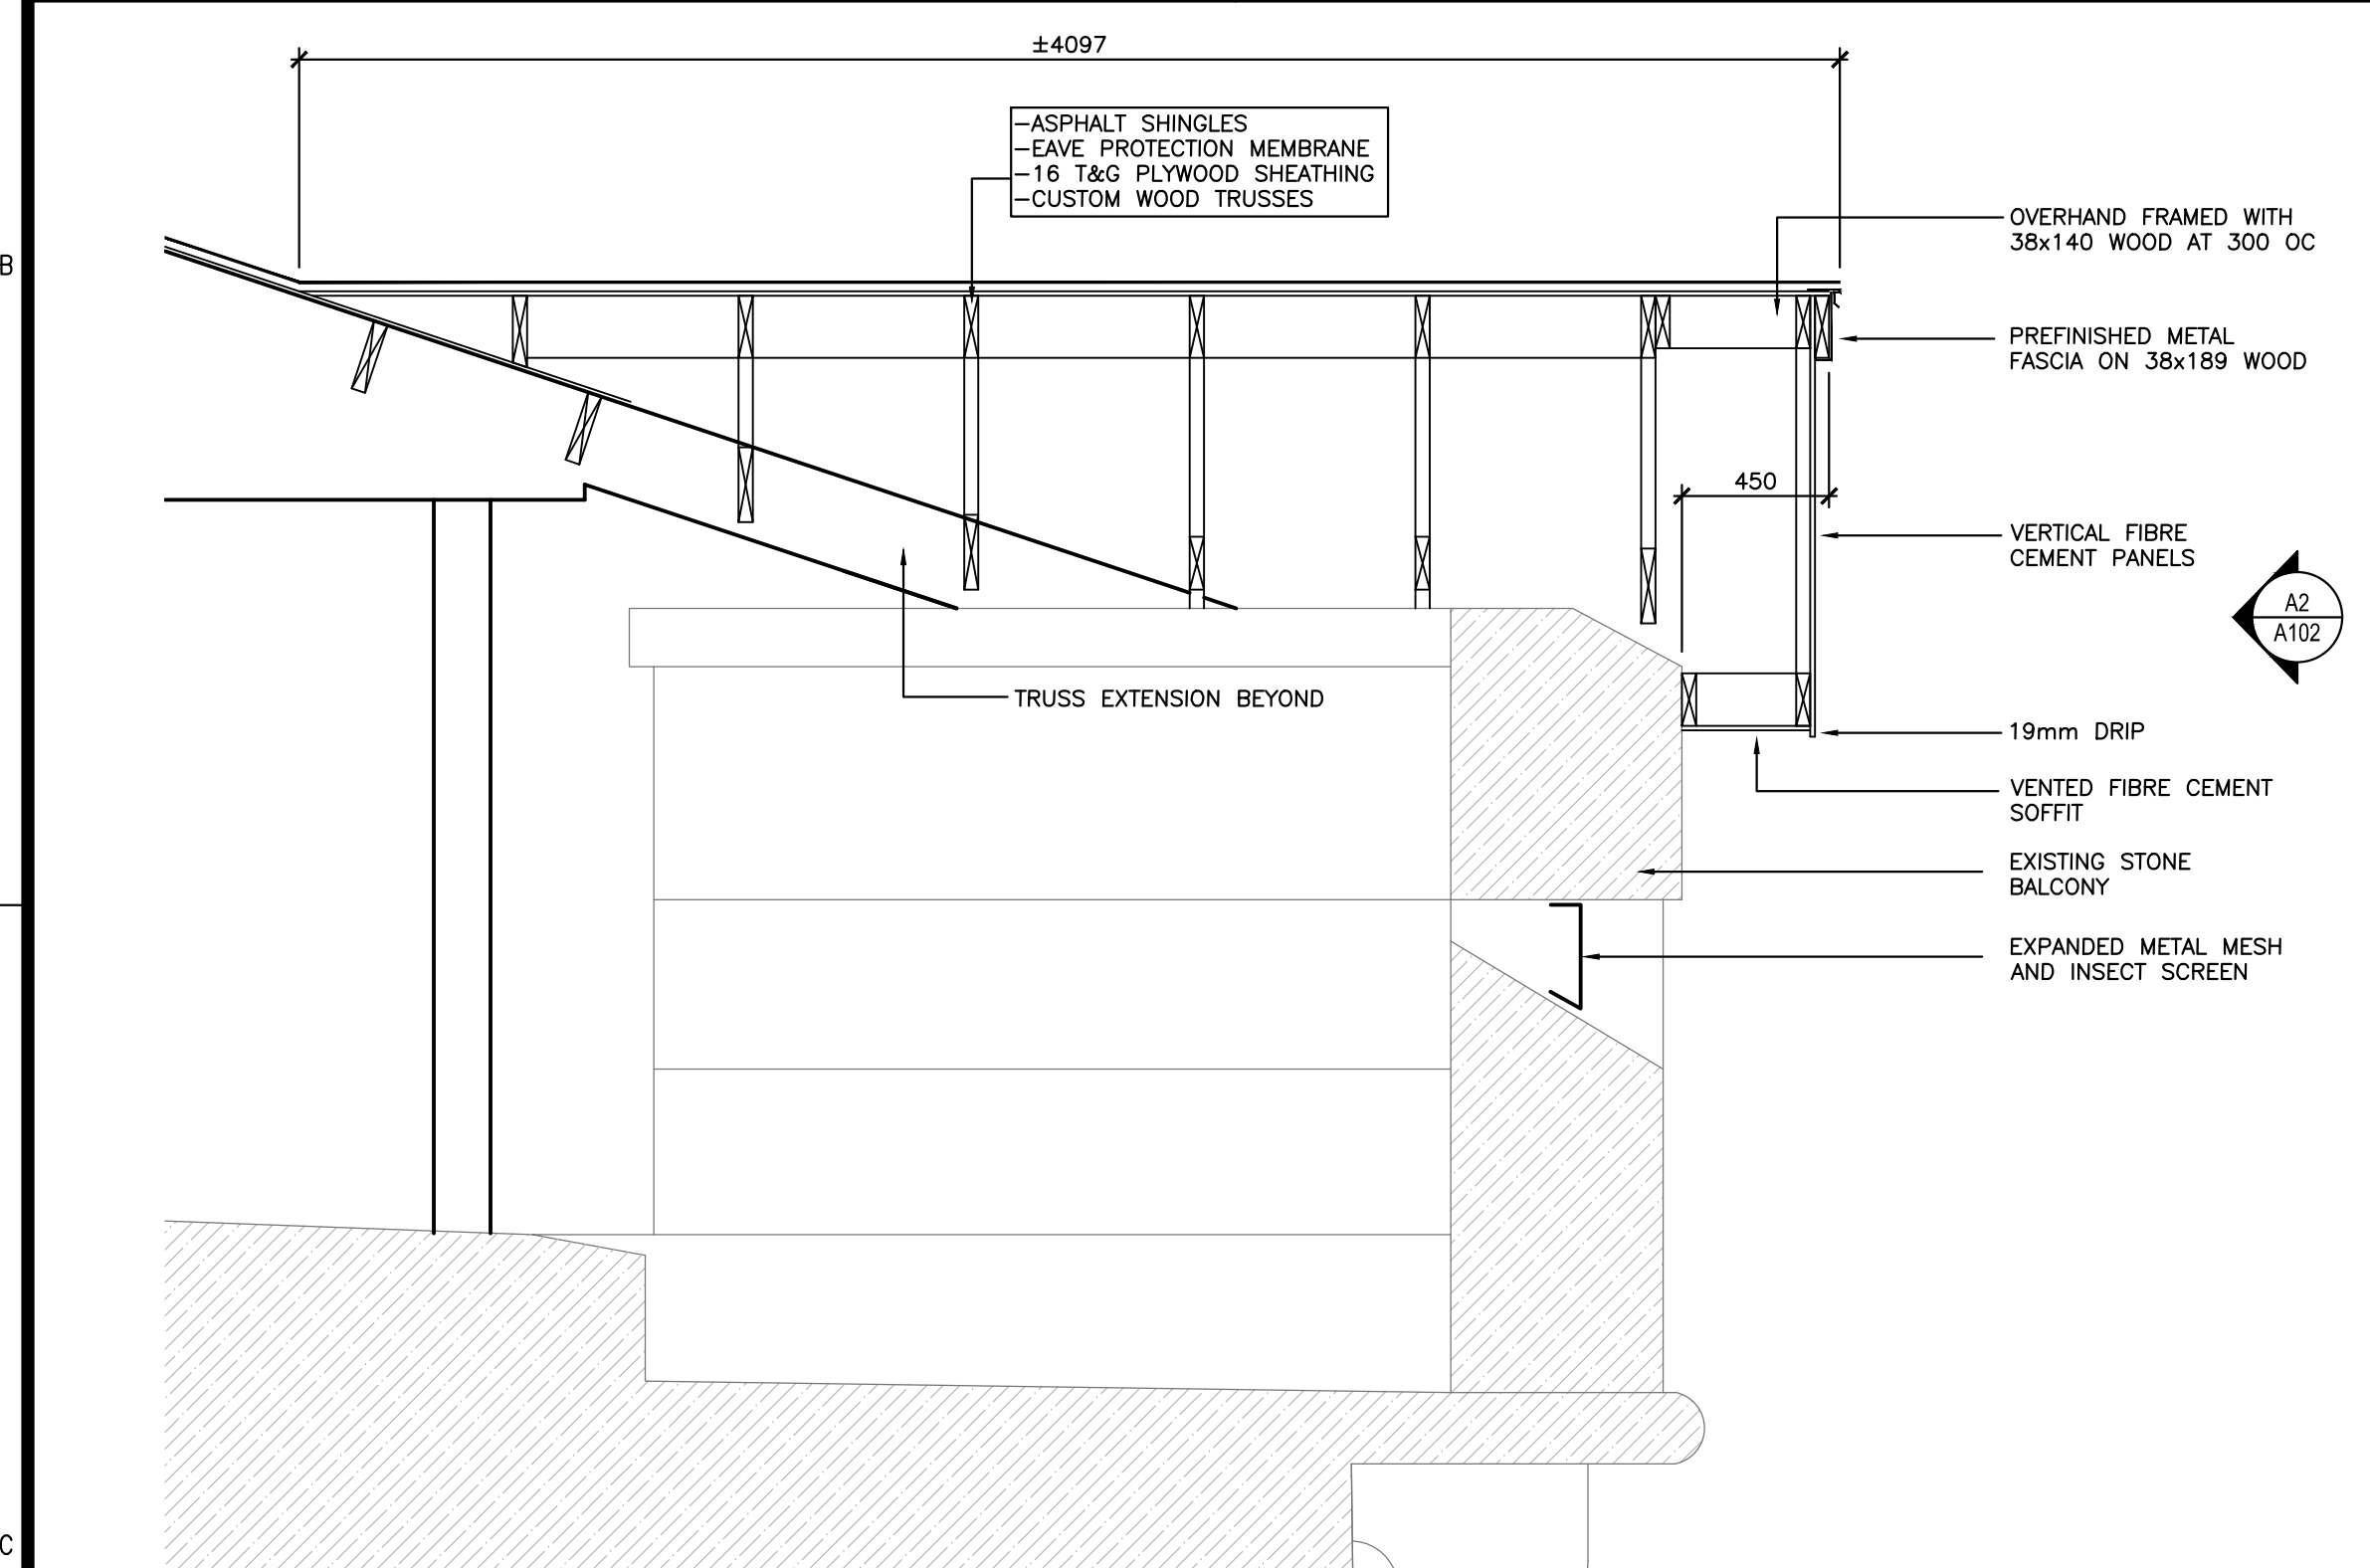 ±4097
-ASPHALT SHINGLES
-EAVE PROTECTION MEMBRANE
-16 T&G PLYWOOD SHEATHING
-CUSTOM WOOD TRUSSES
OVERHAND FRAMED WITH
38x140 WOOD AT 300 OC
B
PREFINISHED METAL
FASCIA ON 38x189 WOOD
450
VERTICAL FIBRE
CEMENT PANELS
A2
A102
TRUSS EXTENSION BEYOND
19mm DRIP
VENTED FIBRE CEMENT
SOFFIT
EXISTING STONE
BALCONY
EXPANDED METAL MESH
AND INSECT SCREEN
C